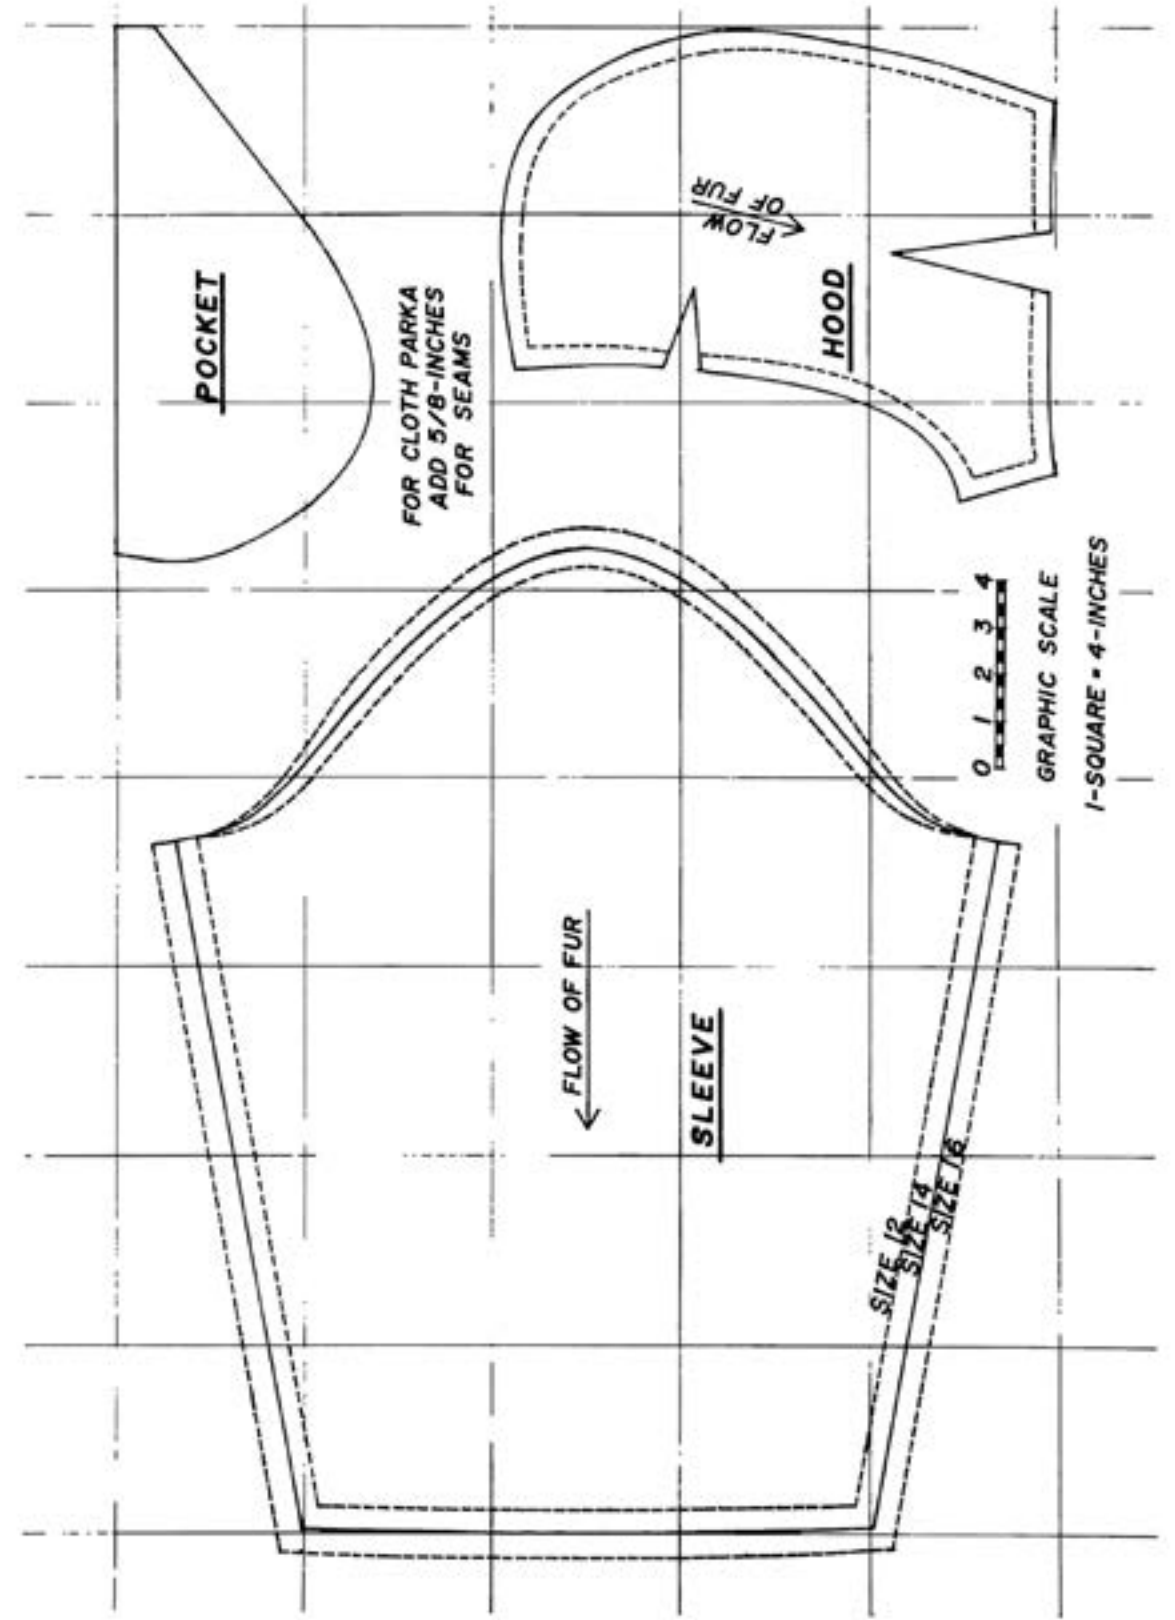 POCKET
FOR CLOTH PARKA
ADD 5/8-INCHES
FOR SEAMS
FLOW
OF FUR
HOOD
0 1 2 3 4
GRAPHIC SCALE
1-SQUARE = 4-INCHES
FLOW OF FUR
SLEEVE
SIZE 12
SIZE 14
SIZE 16